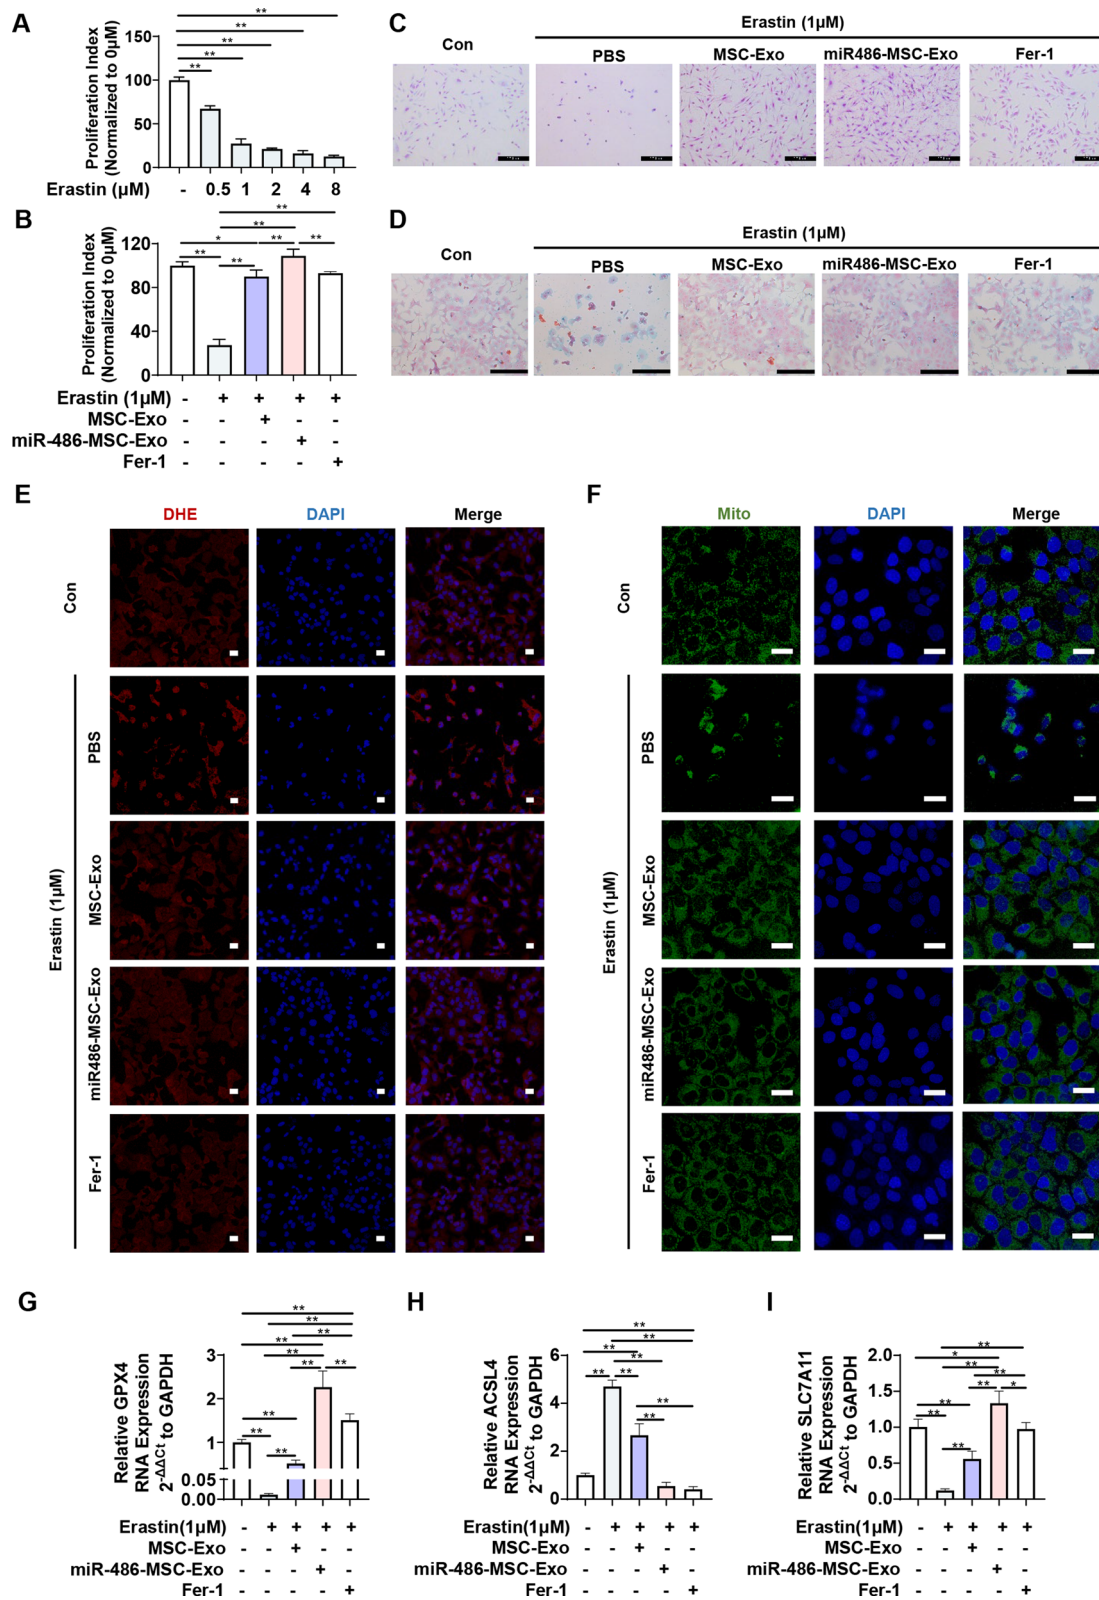 A
Proliferation Index
(Normalized to 0μM)
150
100
50
0
** ** ** ** **
Erastin (μM) - 0.5 1 2 4 8
B
Proliferation Index
(Normalized to 0μM)
120
80
40
0
**
**
* ** **
** **
Erastin (1μM) - + + + +
MSC-Exo - - + - -
miR-486-MSC-Exo - - - + -
Fer-1 - - - - +
C
Erastin (1μM)
Con PBS MSC-Exo miR486-MSC-Exo Fer-1
D
Erastin (1μM)
Con PBS MSC-Exo miR486-MSC-Exo Fer-1
E
DHE DAPI Merge
Con
Erastin (1μM)
PBS
MSC-Exo
miR486-MSC-Exo
Fer-1
F
Mito DAPI Merge
Con
Erastin (1μM)
PBS
MSC-Exo
miR486-MSC-Exo
Fer-1
G
Relative GPX4
RNA Expression
2-ΔΔCt to GAPDH
3
2
1
0.05
0.00
**
**
**
**
**
** **
**
**
**
Erastin(1μM) - + + + +
MSC-Exo - - + - -
miR-486-MSC-Exo - - - + -
Fer-1 - - - - +
H
Relative ACSL4
RNA Expression
2-ΔΔCt to GAPDH
6
4
2
0
**
**
**
**
** **
**
**
Erastin(1μM) - + + + +
MSC-Exo - - + - -
miR-486-MSC-Exo - - - + -
Fer-1 - - - - +
I
Relative SLC7A11
RNA Expression
2-ΔΔCt to GAPDH
2.0
1.5
1.0
0.5
0.0
**
*
**
**
** *
**
**
**
Erastin(1μM) - + + + +
MSC-Exo - - + - -
miR-486-MSC-Exo - - - + -
Fer-1 - - - - +